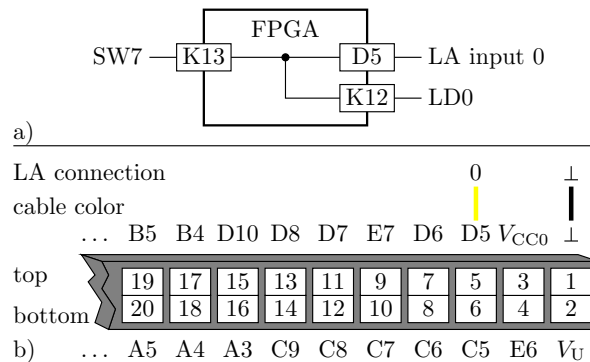 FPGA
SW7 K13 D5 LA input 0
K12 LD0
a)
LA connection 0 ⊥
cable color
... B5 B4 D10 D8 D7 E7 D6 D5 V_CC0 ⊥
top 19 17 15 13 11 9 7 5 3 1
bottom 20 18 16 14 12 10 8 6 4 2
b) ... A5 A4 A3 C9 C8 C7 C6 C5 E6 V_U